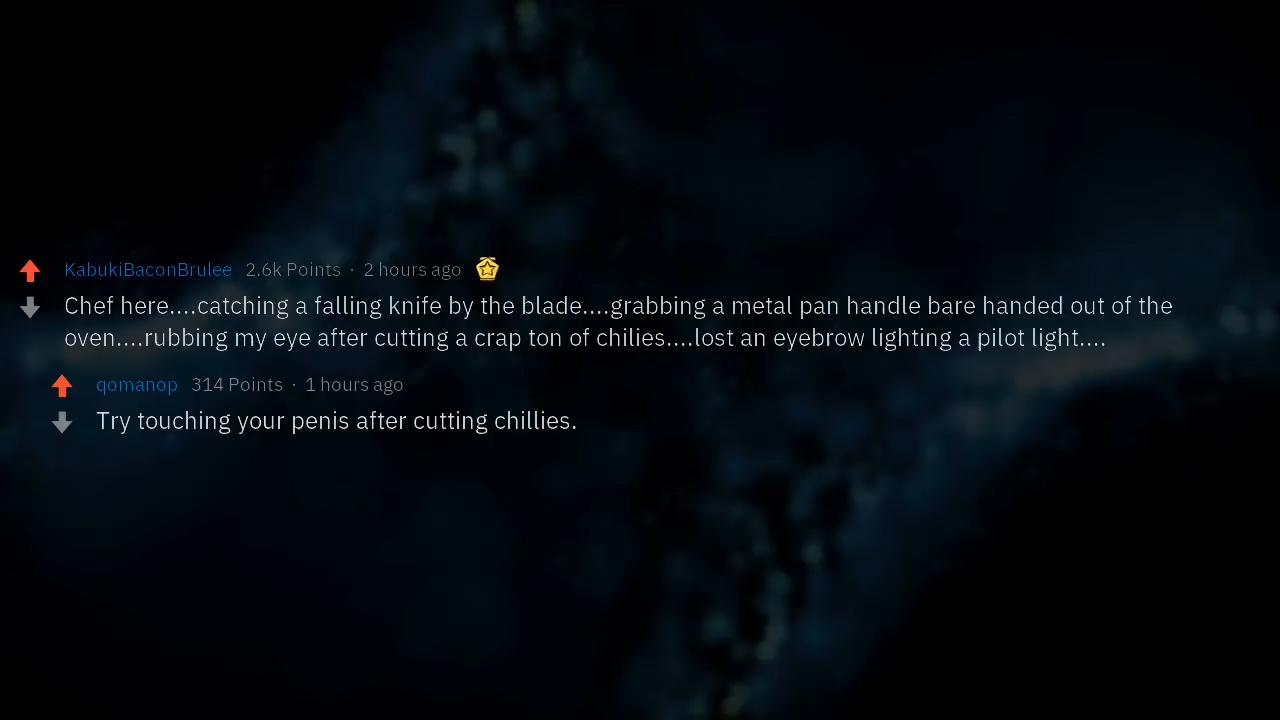 KabukiBaconBrulee 2.6k Points · 2 hours ago
Chef here....catching a falling knife by the blade....grabbing a metal pan handle bare handed out of the
oven....rubbing my eye after cutting a crap ton of chilies....lost an eyebrow lighting a pilot light....
qomanop 314 Points · 1 hours ago
Try touching your penis after cutting chillies.